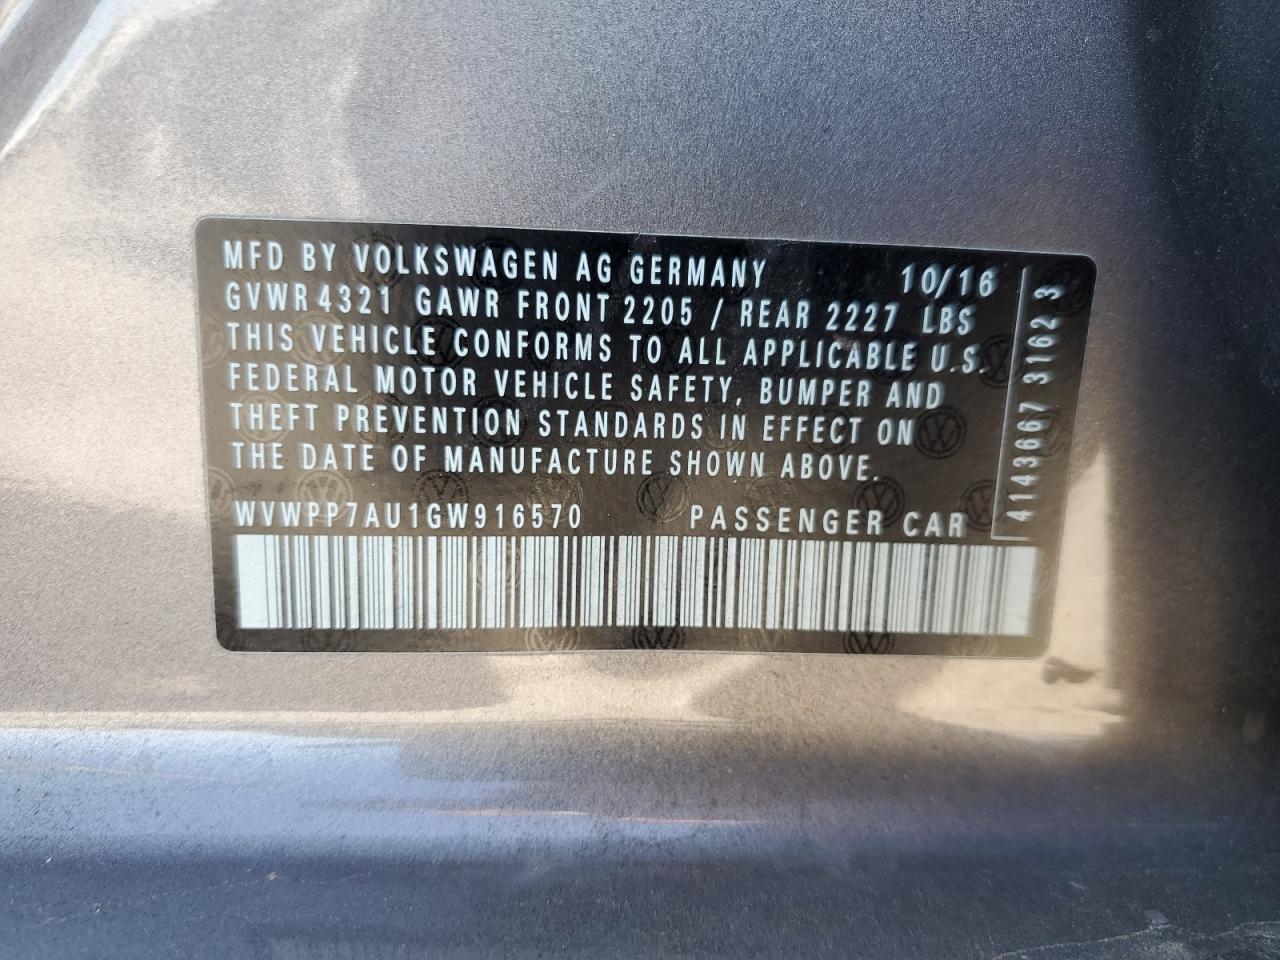 MFD BY VOLKSWAGEN AG GERMANY 10/16
GVWR 4321 GAWR FRONT 2205 / REAR 2227 LBS
THIS VEHICLE CONFORMS TO ALL APPLICABLE U.S.
FEDERAL MOTOR VEHICLE SAFETY, BUMPER AND
THEFT PREVENTION STANDARDS IN EFFECT ON
THE DATE OF MANUFACTURE SHOWN ABOVE.
WVWPP7AU1GW916570 PASSENGER CAR
4143667 3162 3